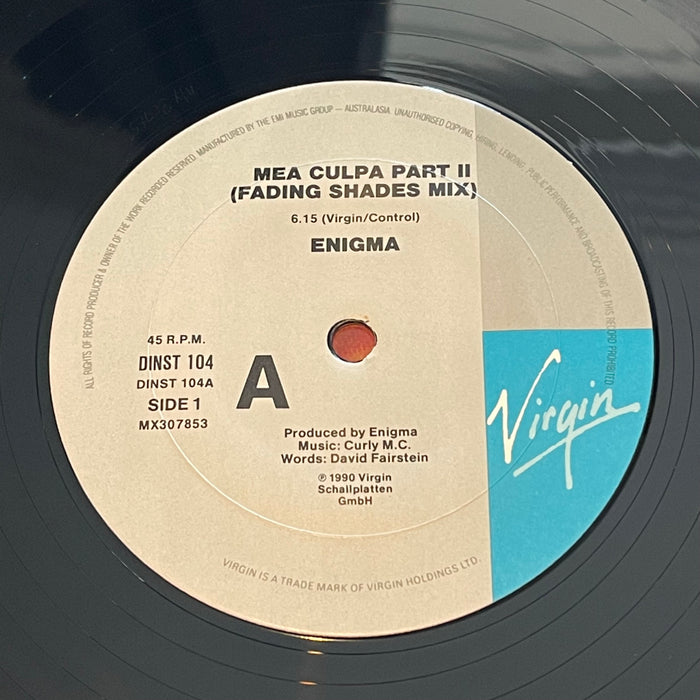 ALL RIGHTS OF RECORD PRODUCER & OWNER OF THE WORK RECORDED RESERVED. MANUFACTURED BY THE EMI MUSIC GROUP — AUSTRALASIA. UNAUTHORISED COPYING, HIRING, LENDING, PUBLIC PERFORMANCE AND BROADCASTING OF THIS RECORD PROHIBITED
MEA CULPA PART II
(FADING SHADES MIX)
6.15 (Virgin/Control)
ENIGMA
45 R.P.M.
DINST 104
DINST 104A
SIDE 1
MX307853
A
Virgin
Produced by Enigma
Music: Curly M.C.
Words: David Fairstein
℗ 1990 Virgin
Schallplatten
GmbH
VIRGIN IS A TRADE MARK OF VIRGIN HOLDINGS LTD.